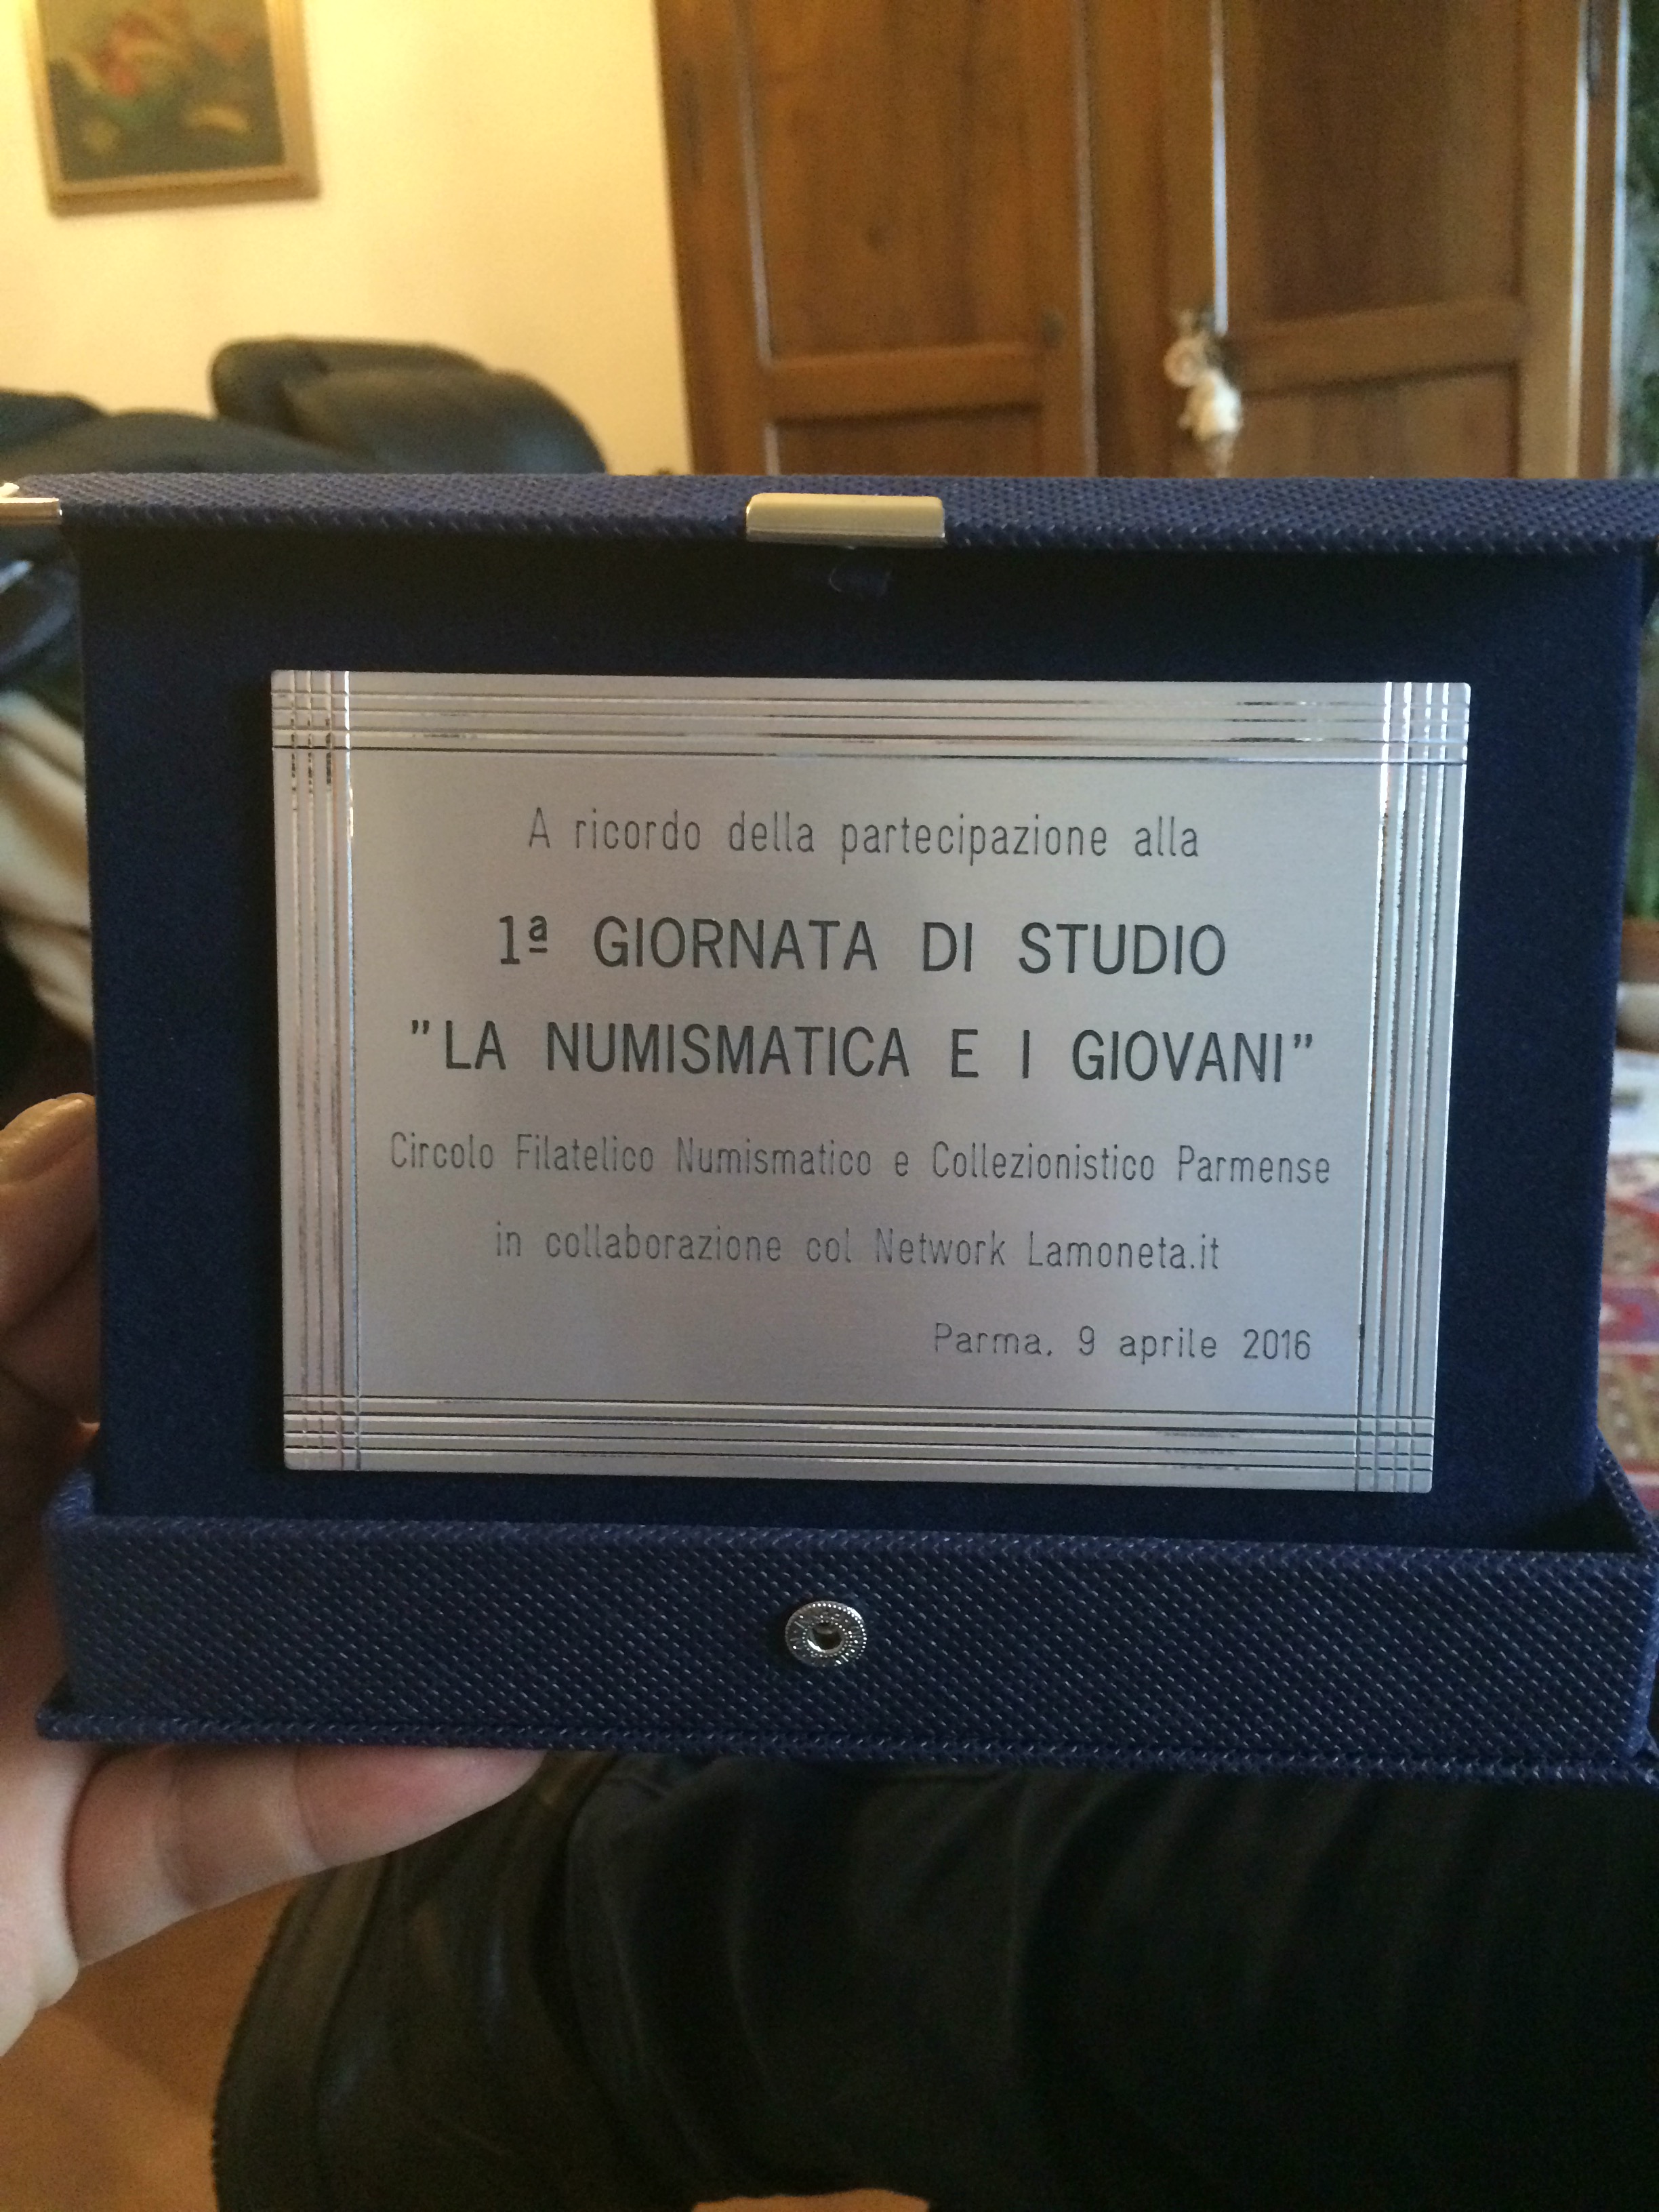 A ricordo della partecipazione alla
1ª GIORNATA DI STUDIO
"LA NUMISMATICA E I GIOVANI"
Circolo Filatelico Numismatico e Collezionistico Parmense
in collaborazione col Network Lamoneta.it
Parma, 9 aprile 2016